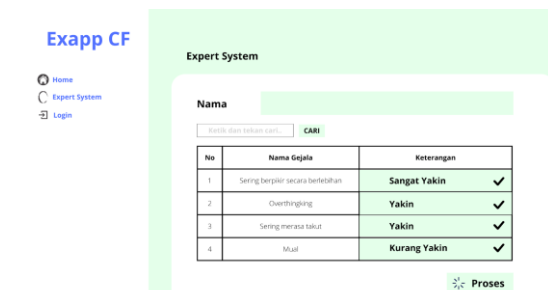 Exapp CF
Home
Expert System
Login
Expert System
Nama
Ketik dan tekan cari..
CARI
No Nama Gejala Keterangan
1 Sering berpikir secara berlebihan Sangat Yakin
2 Overthingking Yakin
3 Sering merasa takut Yakin
4 Mual Kurang Yakin
Proses